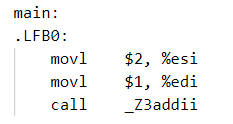 main:
.LFB0:
movl $2, %esi
movl $1, %edi
call _Z3addii